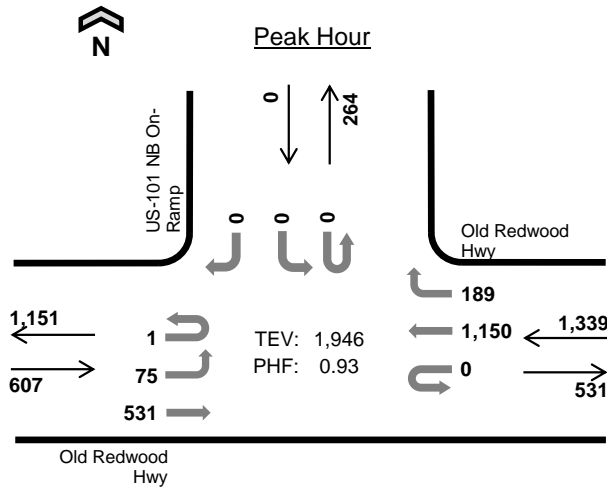 Peak Hour
N
0
264
US-101 NB On-
Ramp
0
0
0
Old Redwood
Hwy
189
1,151
1
TEV: 1,946
1,150
1,339
607
75
PHF: 0.93
0
531
531
Old Redwood
Hwy